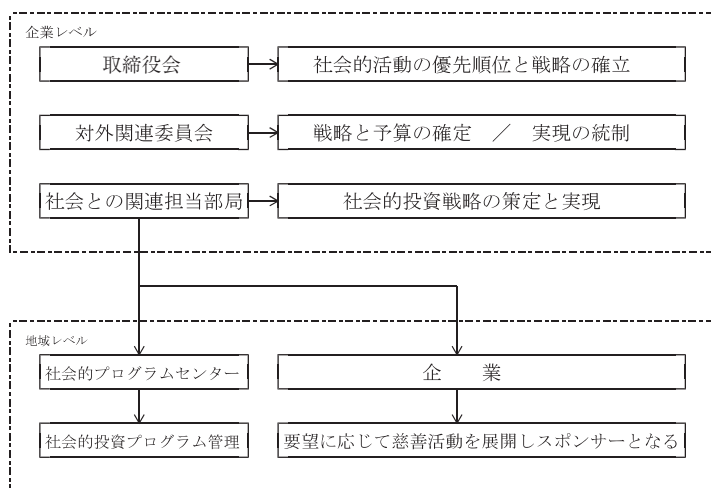 企業レベル
取締役会
社会的活動の優先順位と戦略の確立
対外関連委員会
戦略と予算の確定　／　実現の統制
社会との関連担当部局
社会的投資戦略の策定と実現
地域レベル
社会的プログラムセンター
企　　業
社会的投資プログラム管理
要望に応じて慈善活動を展開しスポンサーとなる